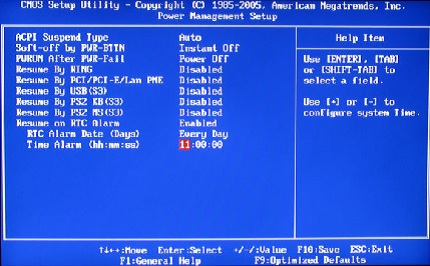 CMOS Setup Utility - Copyright (C) 1985-2005, American Megatrends, Inc.
Power Management Setup
ACPI Suspend Type Auto
Soft-off by PWR-BTTN Instant Off
PWRON After PWR-Fail Power Off
Resume By RING Disabled
Resume By PCI/PCI-E/Lan PME Disabled
Resume By USB(S3) Disabled
Resume By PS2 KB(S3) Disabled
Resume By PS2 MS(S3) Disabled
Resume on RTC Alarm Enabled
RTC Alarm Date (Days) Every Day
Time Alarm (hh:mm:ss) 11:00:00
Help Item
Use [ENTER], [TAB]
or [SHIFT-TAB] to
select a field.
Use [+] or [-] to
configure system Time.
↑↓←→:Move Enter:Select +/-/:Value F10:Save ESC:Exit
F1:General Help F9:Optimized Defaults